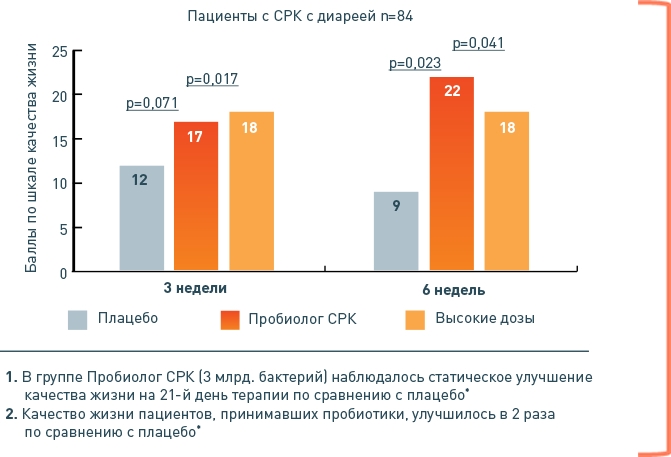 Пациенты с СРК с диареей n=84
Баллы по шкале качества жизни
25
20
15
10
5
0
p=0,071
p=0,017
p=0,023
p=0,041
12
17
18
9
22
18
3 недели
6 недель
Плацебо
Пробиолог СРК
Высокие дозы
1. В группе Пробиолог СРК (3 млрд. бактерий) наблюдалось статическое улучшение
качества жизни на 21-й день терапии по сравнению с плацебо*
2. Качество жизни пациентов, принимавших пробиотики, улучшилось в 2 раза
по сравнению с плацебо*